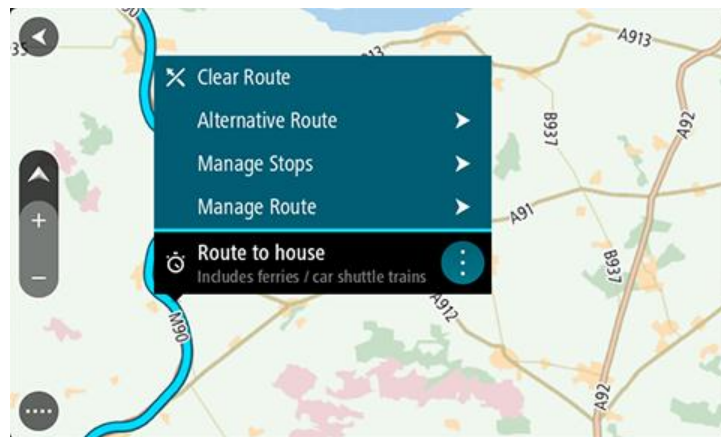 A913
A913
Clear Route
Alternative Route
Manage Stops
Manage Route
B937
A92
A91
Route to house
Includes ferries / car shuttle trains
B937
A912
M90
A92